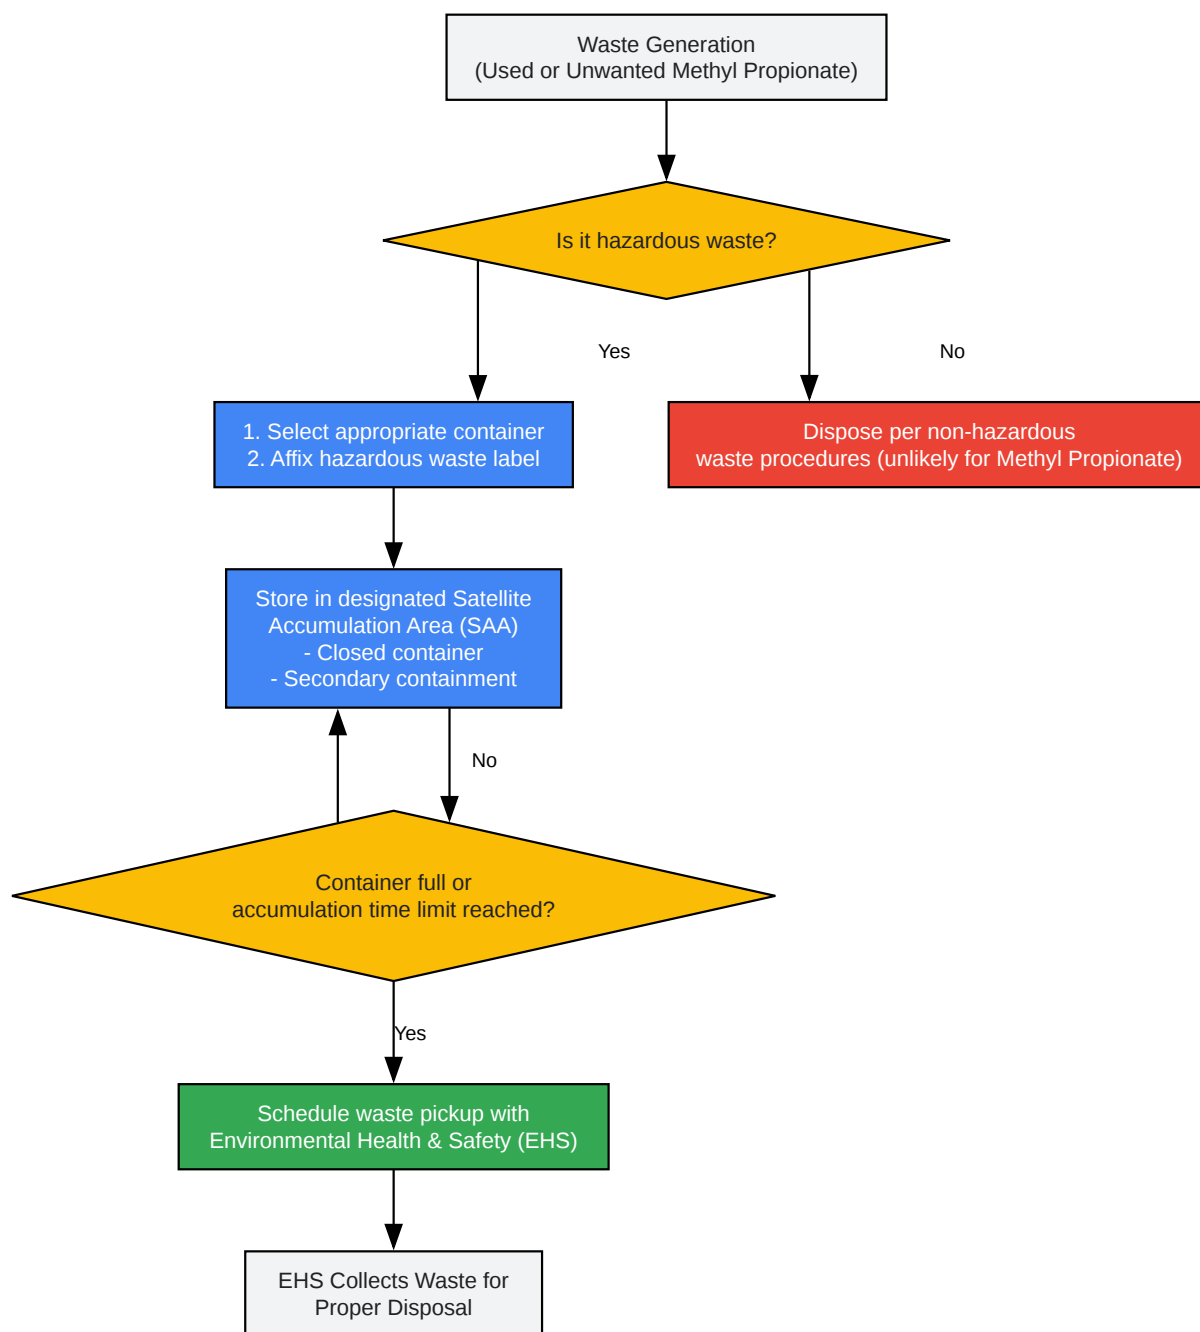 Waste Generation
(Used or Unwanted Methyl Propionate)
Is it hazardous waste?
Yes
No
1. Select appropriate container
2. Affix hazardous waste label
Dispose per non-hazardous
waste procedures (unlikely for Methyl Propionate)
Store in designated Satellite
Accumulation Area (SAA)
- Closed container
- Secondary containment
No
Container full or
accumulation time limit reached?
Yes
Schedule waste pickup with
Environmental Health & Safety (EHS)
EHS Collects Waste for
Proper Disposal